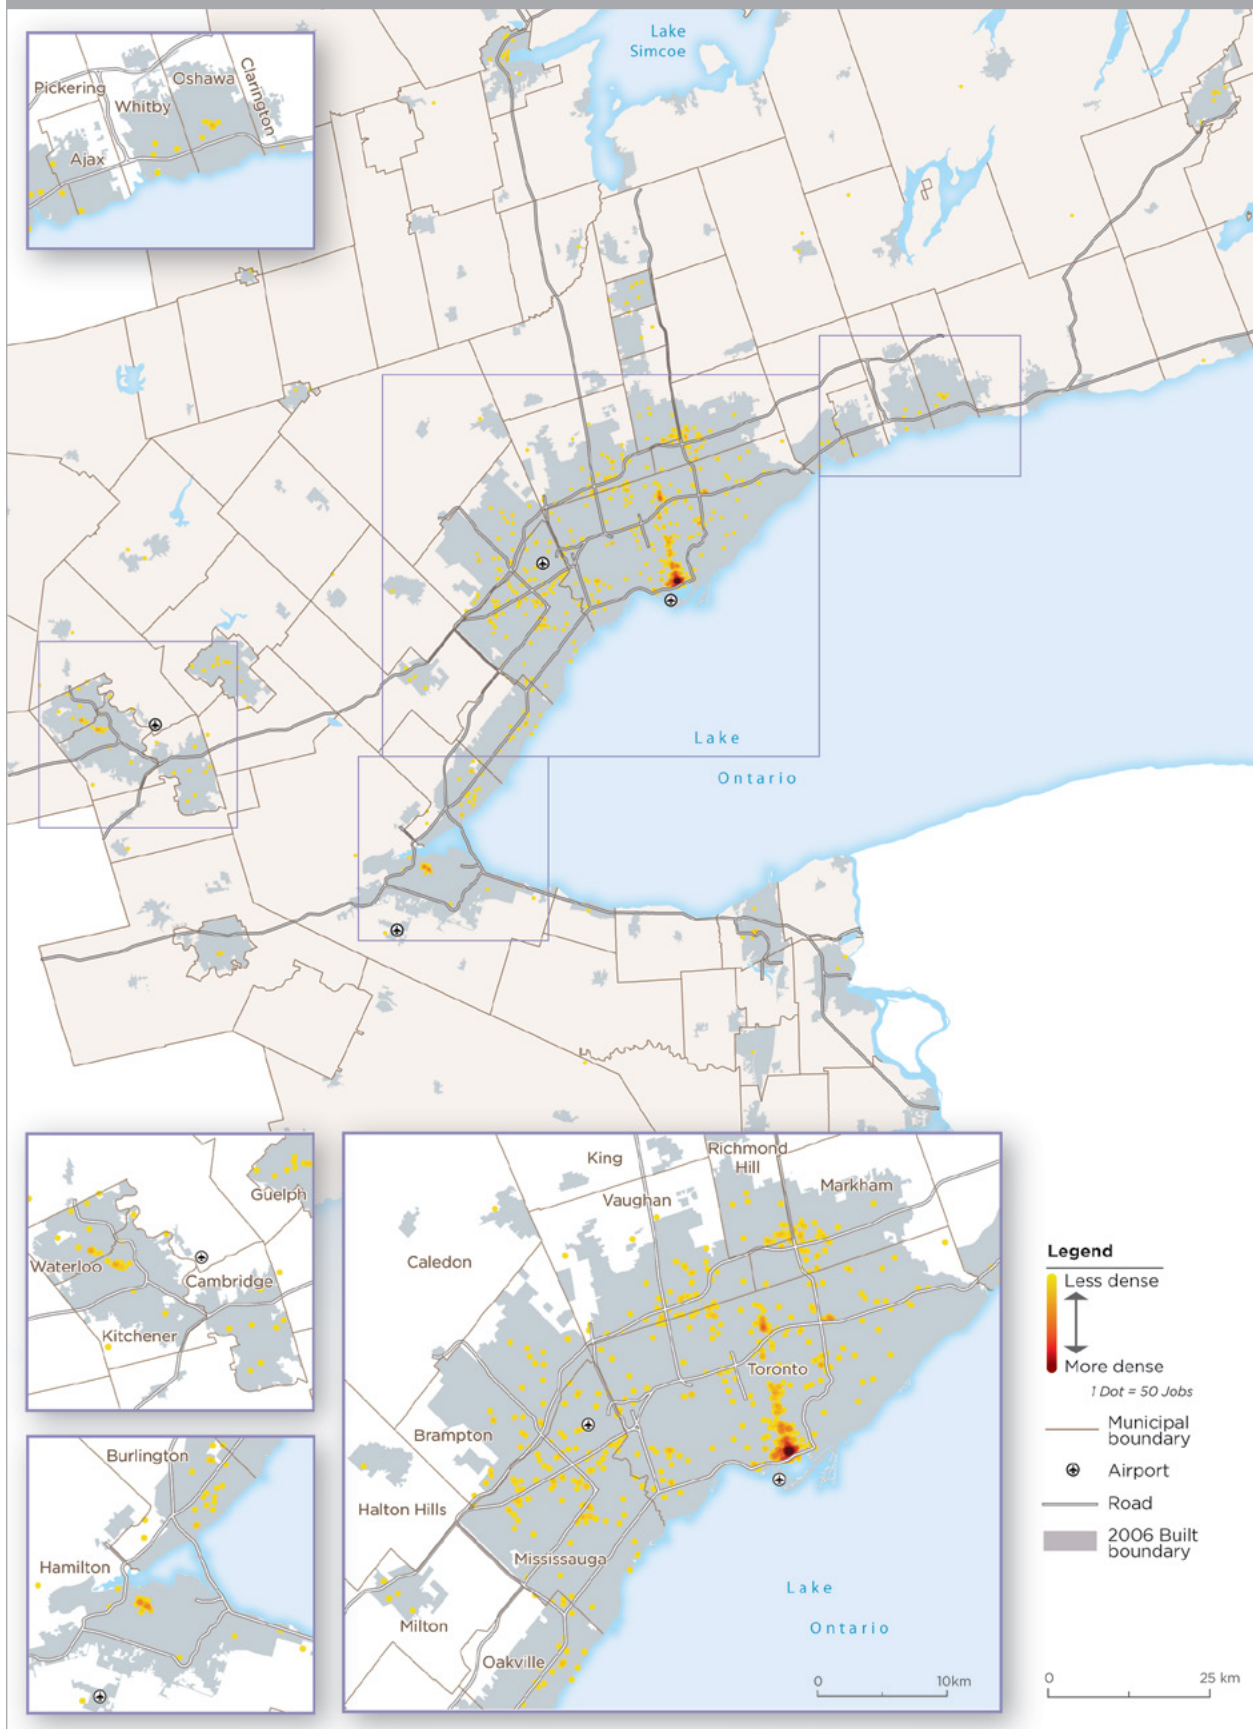 Lake
Simcoe
Pickering
Whitby
Oshawa
Clarington
Ajax
Lake
Ontario
Waterloo
Guelph
Cambridge
Kitchener
Burlington
Hamilton
King
Richmond
Hill
Vaughan
Markham
Caledon
Toronto
Brampton
Halton Hills
Mississauga
Milton
Oakville
Lake
Ontario
0 10km
Legend
Less dense
More dense
1 Dot = 50 Jobs
Municipal
boundary
Airport
Road
2006 Built
boundary
0 25 km